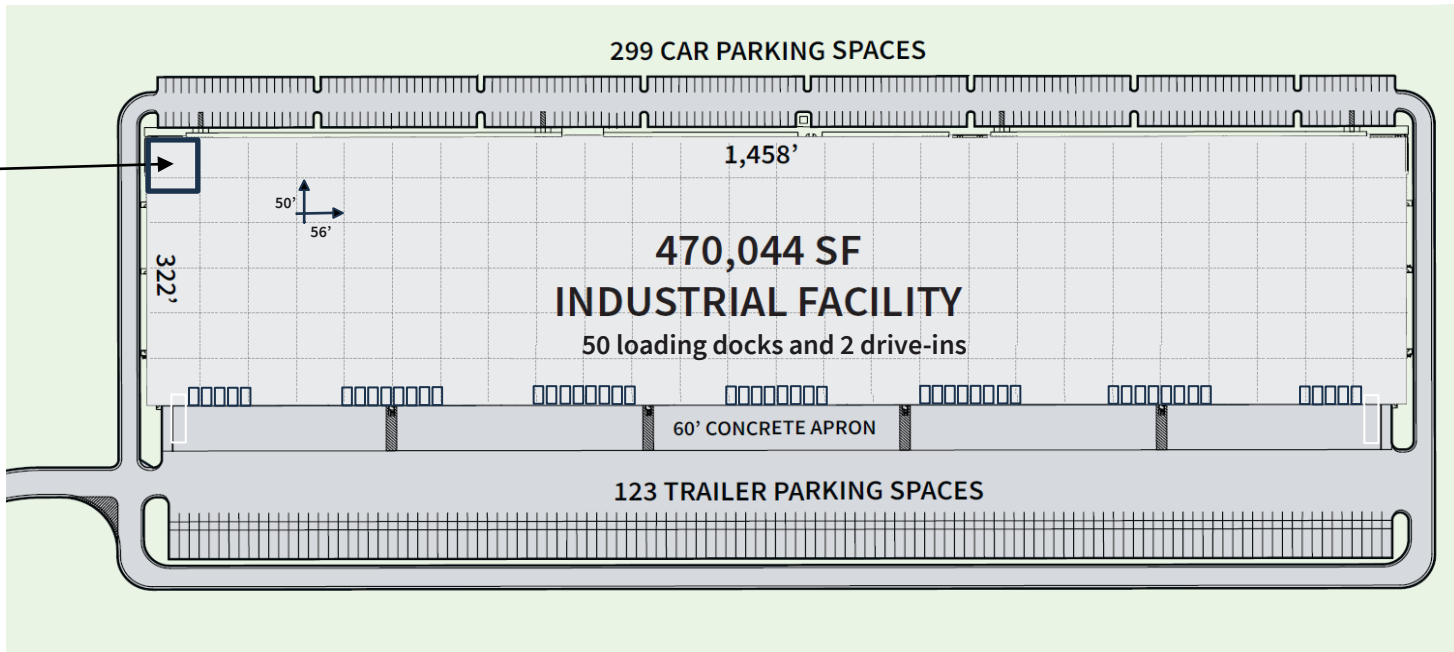 299 CAR PARKING SPACES
1,458’
50’
56’
322’
470,044 SF
INDUSTRIAL FACILITY
50 loading docks and 2 drive-ins
60’ CONCRETE APRON
123 TRAILER PARKING SPACES